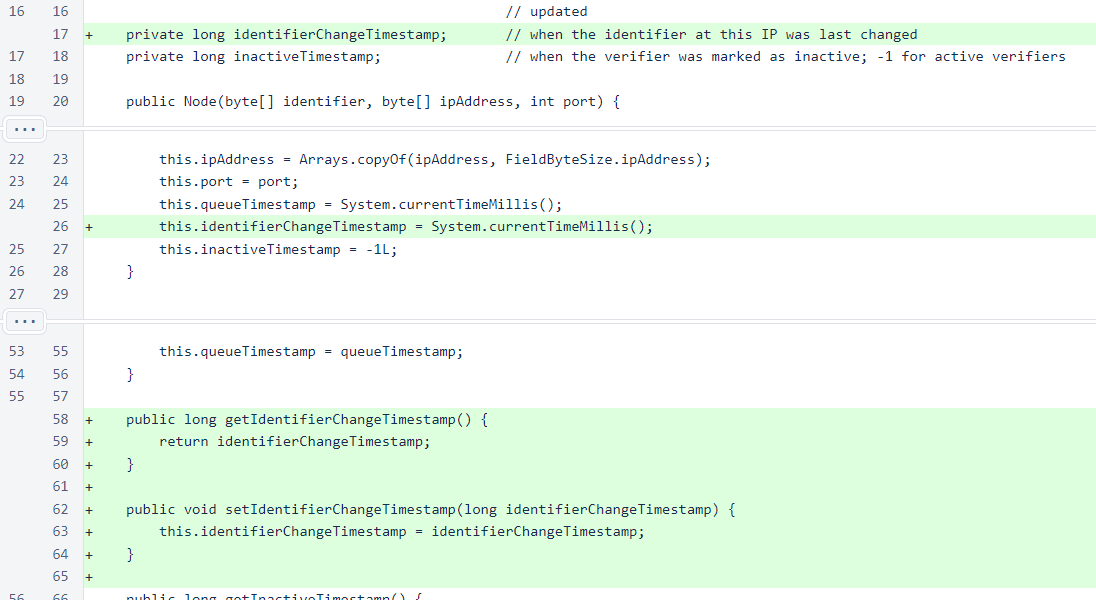 16 16 // updated
17 + private long identifierChangeTimestamp; // when the identifier at this IP was last changed
17 18 private long inactiveTimestamp; // when the verifier was marked as inactive; -1 for active verifiers
18 19
19 20 public Node(byte[] identifier, byte[] ipAddress, int port) {
...
22 23 this.ipAddress = Arrays.copyOf(ipAddress, FieldByteSize.ipAddress);
23 24 this.port = port;
24 25 this.queueTimestamp = System.currentTimeMillis();
26 + this.identifierChangeTimestamp = System.currentTimeMillis();
25 27 this.inactiveTimestamp = -1L;
26 28 }
27 29
...
53 55 this.queueTimestamp = queueTimestamp;
54 56 }
55 57
58 + public long getIdentifierChangeTimestamp() {
59 + return identifierChangeTimestamp;
60 + }
61 +
62 + public void setIdentifierChangeTimestamp(long identifierChangeTimestamp) {
63 + this.identifierChangeTimestamp = identifierChangeTimestamp;
64 + }
65 +
56 66 public long getInactiveTimestamp() {